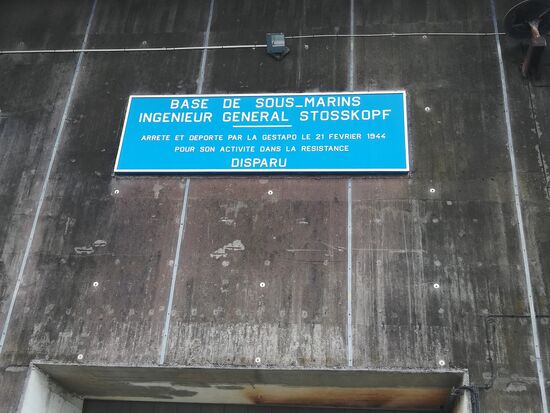 BASE DE SOUS_MARINS
INGENIEUR GENERAL STOSSKOPF
ARRETE ET DEPORTE PAR LA GESTAPO LE 21 FEVRIER 1944
POUR SON ACTIVITE DANS LA RESISTANCE
DISPARU